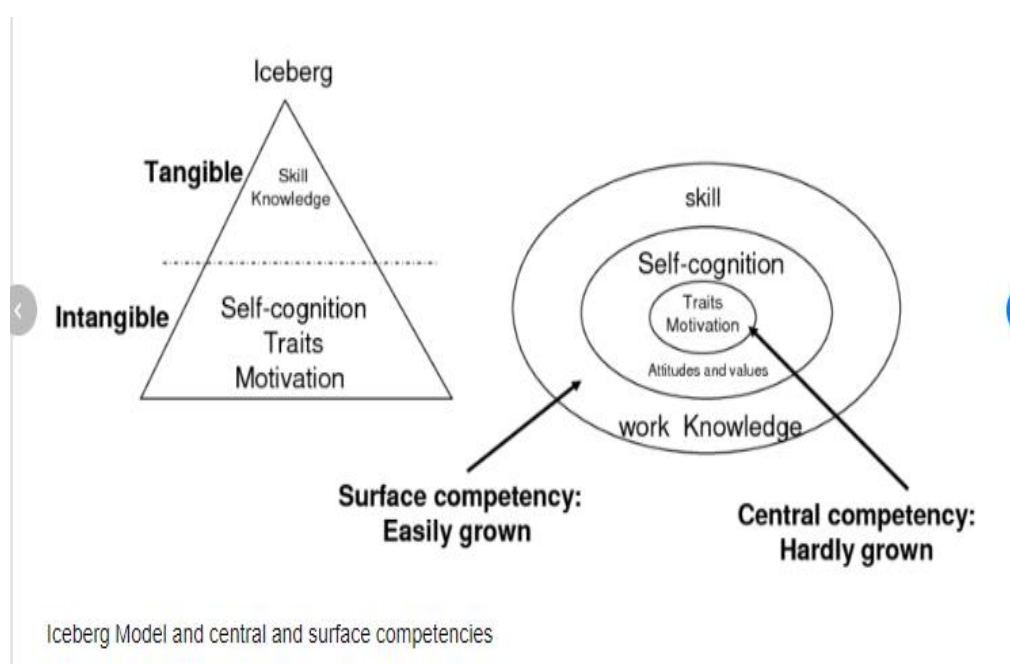 Iceberg
Tangible
Skill
Knowledge
Intangible
Self-cognition
Traits
Motivation
skill
Self-cognition
Traits
Motivation
Attitudes and values
work Knowledge
Surface competency:
Easily grown
Central competency:
Hardly grown
Iceberg Model and central and surface competencies